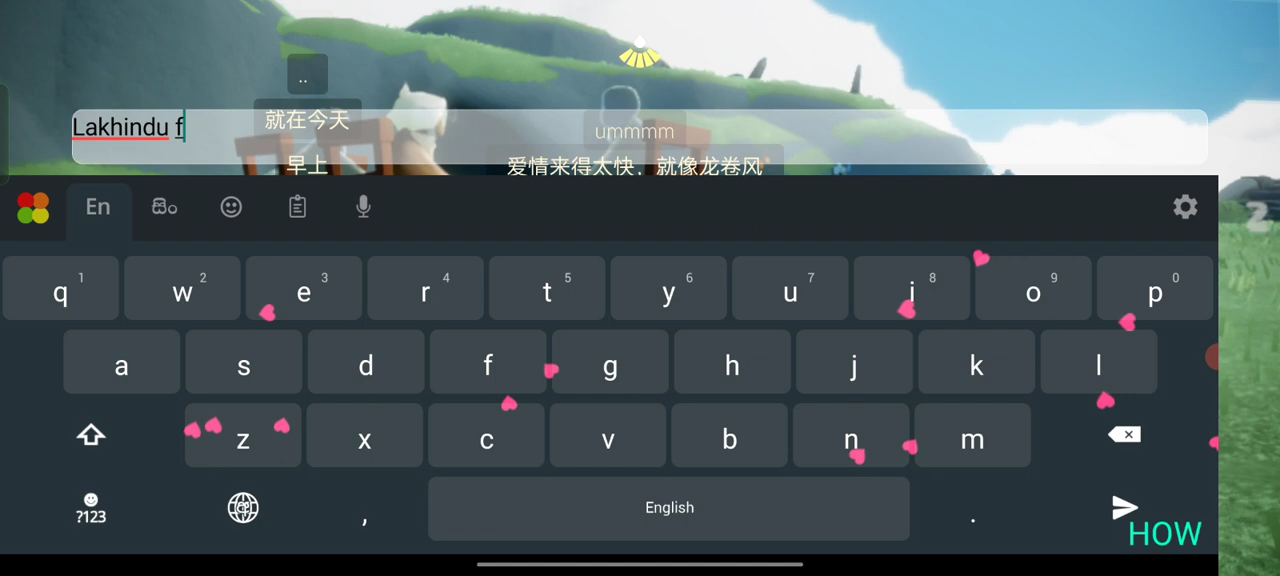 ..
就在今天
Lakhindu f
ummmm
早上
爱情来得太快，就像龙卷风
En
q 1 w 2 e 3 r 4 t 5 y 6 u 7 i 8 o 9 p 0
a s d f g h j k l
z x c v b n m
?123 , English .
HOW